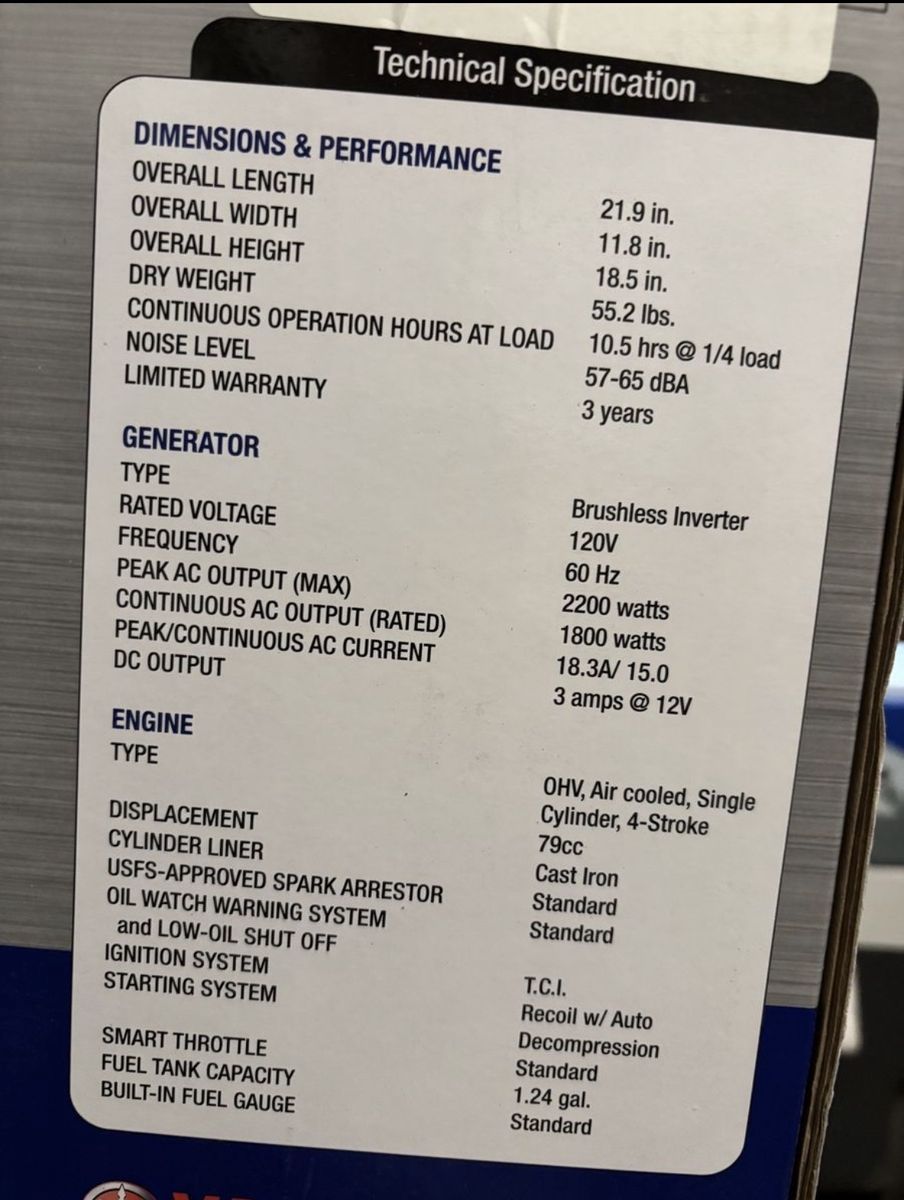 Technical Specification
DIMENSIONS & PERFORMANCE
OVERALL LENGTH 21.9 in.
OVERALL WIDTH 11.8 in.
OVERALL HEIGHT 18.5 in.
DRY WEIGHT 55.2 lbs.
CONTINUOUS OPERATION HOURS AT LOAD 10.5 hrs @ 1/4 load
NOISE LEVEL 57-65 dBA
LIMITED WARRANTY 3 years
GENERATOR
TYPE Brushless Inverter
RATED VOLTAGE 120V
FREQUENCY 60 Hz
PEAK AC OUTPUT (MAX) 2200 watts
CONTINUOUS AC OUTPUT (RATED) 1800 watts
PEAK/CONTINUOUS AC CURRENT 18.3A/ 15.0
DC OUTPUT 3 amps @ 12V
ENGINE
TYPE OHV, Air cooled, Single
Cylinder, 4-Stroke
DISPLACEMENT 79cc
CYLINDER LINER Cast Iron
USFS-APPROVED SPARK ARRESTOR Standard
OIL WATCH WARNING SYSTEM Standard
and LOW-OIL SHUT OFF
IGNITION SYSTEM T.C.I.
STARTING SYSTEM Recoil w/ Auto
Decompression
SMART THROTTLE Standard
FUEL TANK CAPACITY 1.24 gal.
BUILT-IN FUEL GAUGE Standard